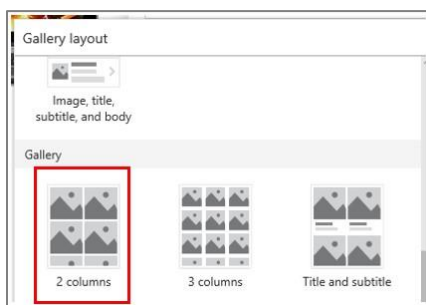 Gallery layout
Image, title,
subtitle, and body
Gallery
2 columns
3 columns
Title and subtitle